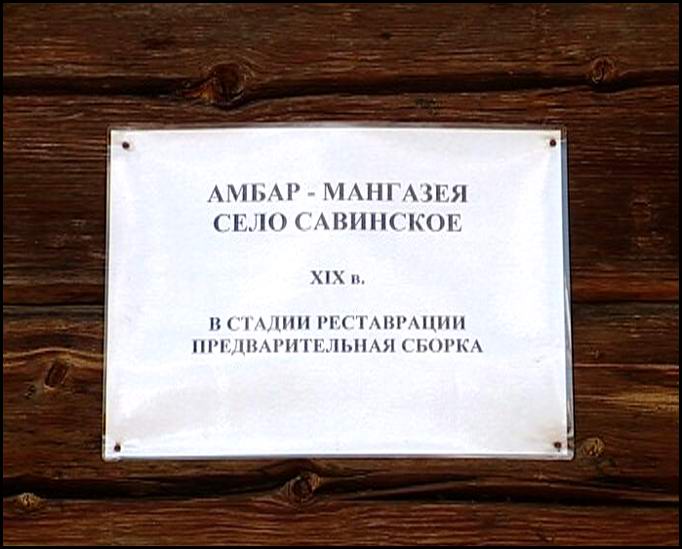 АМБАР - МАНГАЗЕЯ
СЕЛО САВИНСКОЕ
XIX в.
В СТАДИИ РЕСТАВРАЦИИ
ПРЕДВАРИТЕЛЬНАЯ СБОРКА